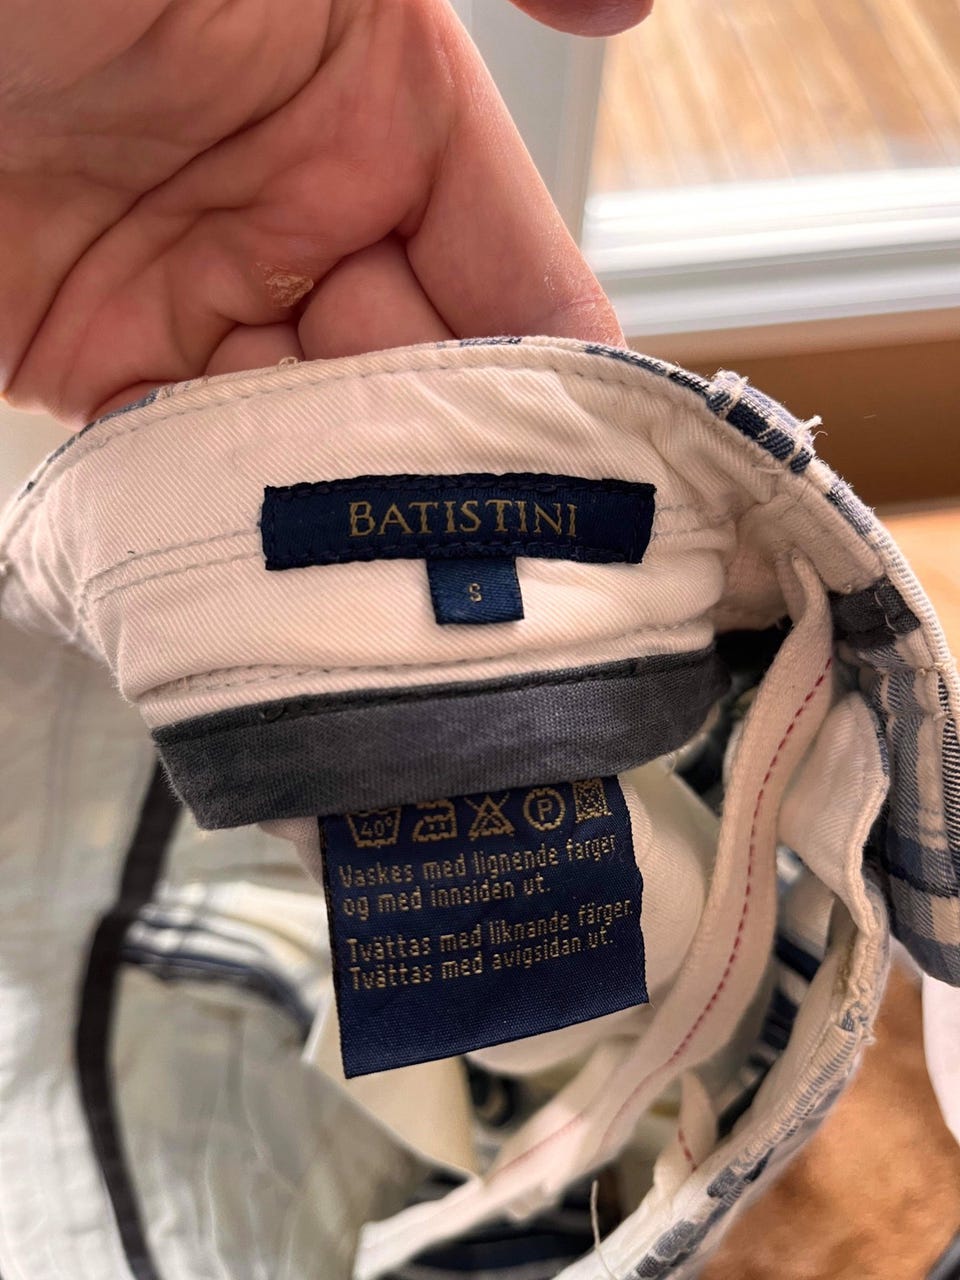 BATISTINI
S
40°
P
Vaskes med lignende farger
og med innsiden ut.
Tvättas med liknande färger.
Tvättas med avigsidan ut.